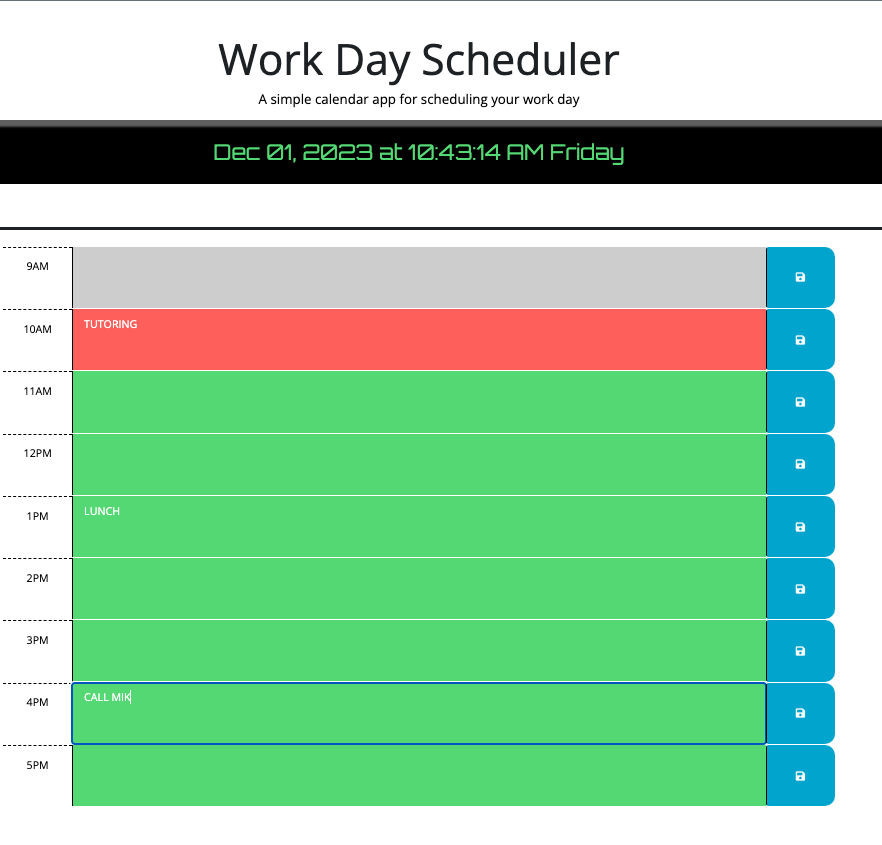 Work Day Scheduler
A simple calendar app for scheduling your work day
Dec 01, 2023 at 10:43:14 AM Friday
9AM
10AM
TUTORING
11AM
12PM
1PM
LUNCH
2PM
3PM
4PM
CALL MIK
5PM